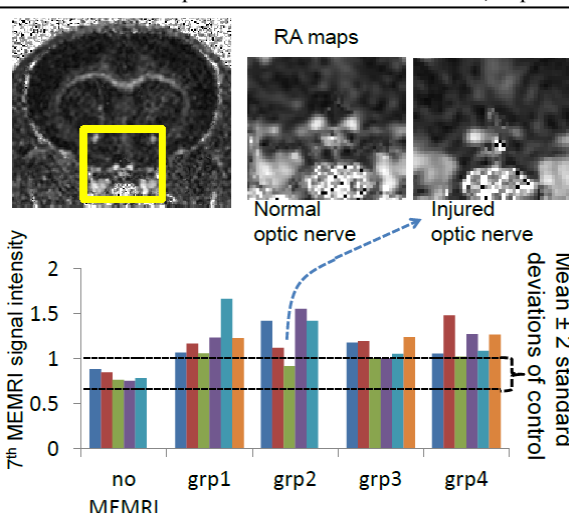 RA maps
Normal
optic nerve
Injured
optic nerve
7th MEMRI signal intensity
2
1.5
1
0.5
0
no
MEMRI
grp1
grp2
grp3
grp4
Mean ± 2 standard
deviations of control